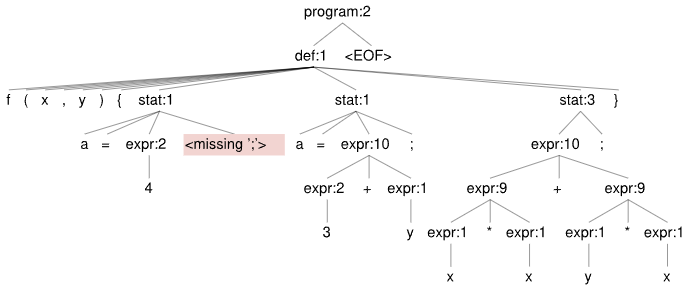 program:2
def:1 <EOF>
f ( x , y ) { stat:1 stat:1 stat:3 }
a = expr:2 <missing ';'> a = expr:10 ; expr:10 ;
4 expr:2 + expr:1 expr:9 + expr:9
3 y expr:1 * expr:1 expr:1 * expr:1
x x y x